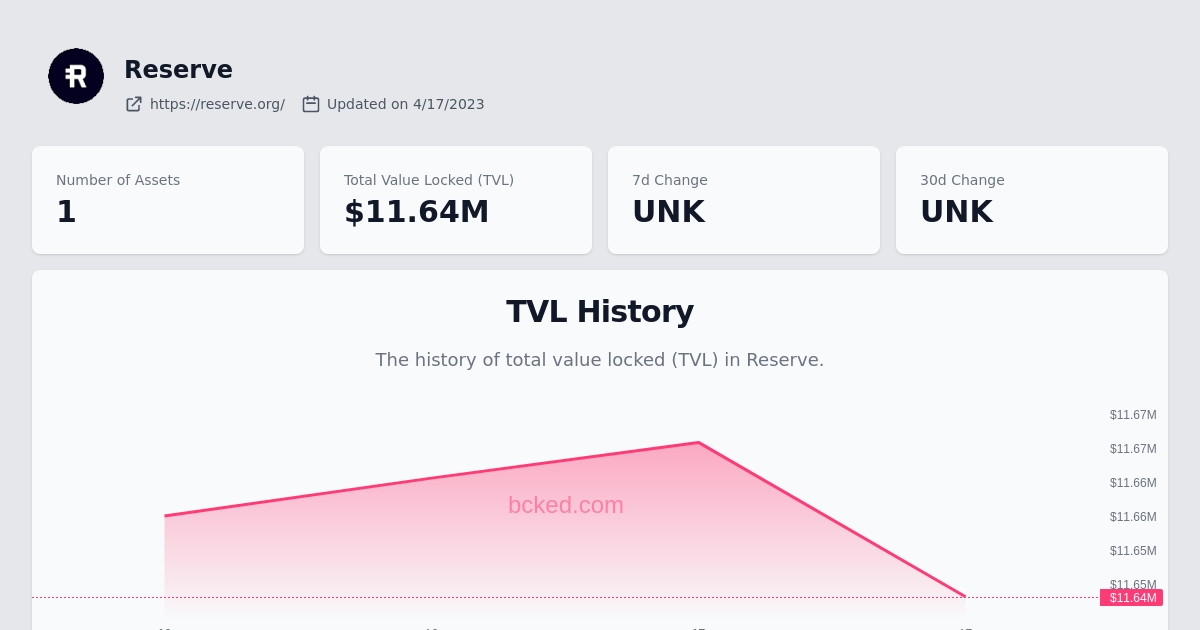 Reserve
https://reserve.org/ Updated on 4/17/2023
Number of Assets
1
Total Value Locked (TVL)
$11.64M
7d Change
UNK
30d Change
UNK
TVL History
The history of total value locked (TVL) in Reserve.
$11.67M
$11.67M
$11.66M
bcked.com
$11.66M
$11.65M
$11.65M
$11.64M